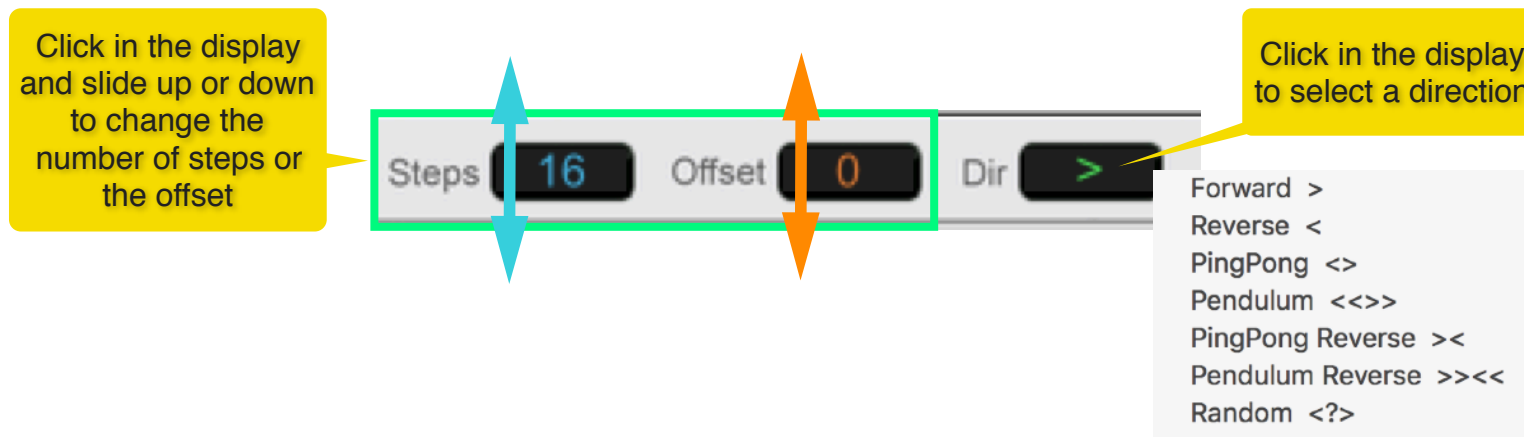 Click in the display
and slide up or down
to change the
number of steps or
the offset
Steps 16 Offset 0 Dir >
Click in the display
to select a direction
Forward >
Reverse <
PingPong <>
Pendulum <<>>
PingPong Reverse ><
Pendulum Reverse >><<
Random <?>